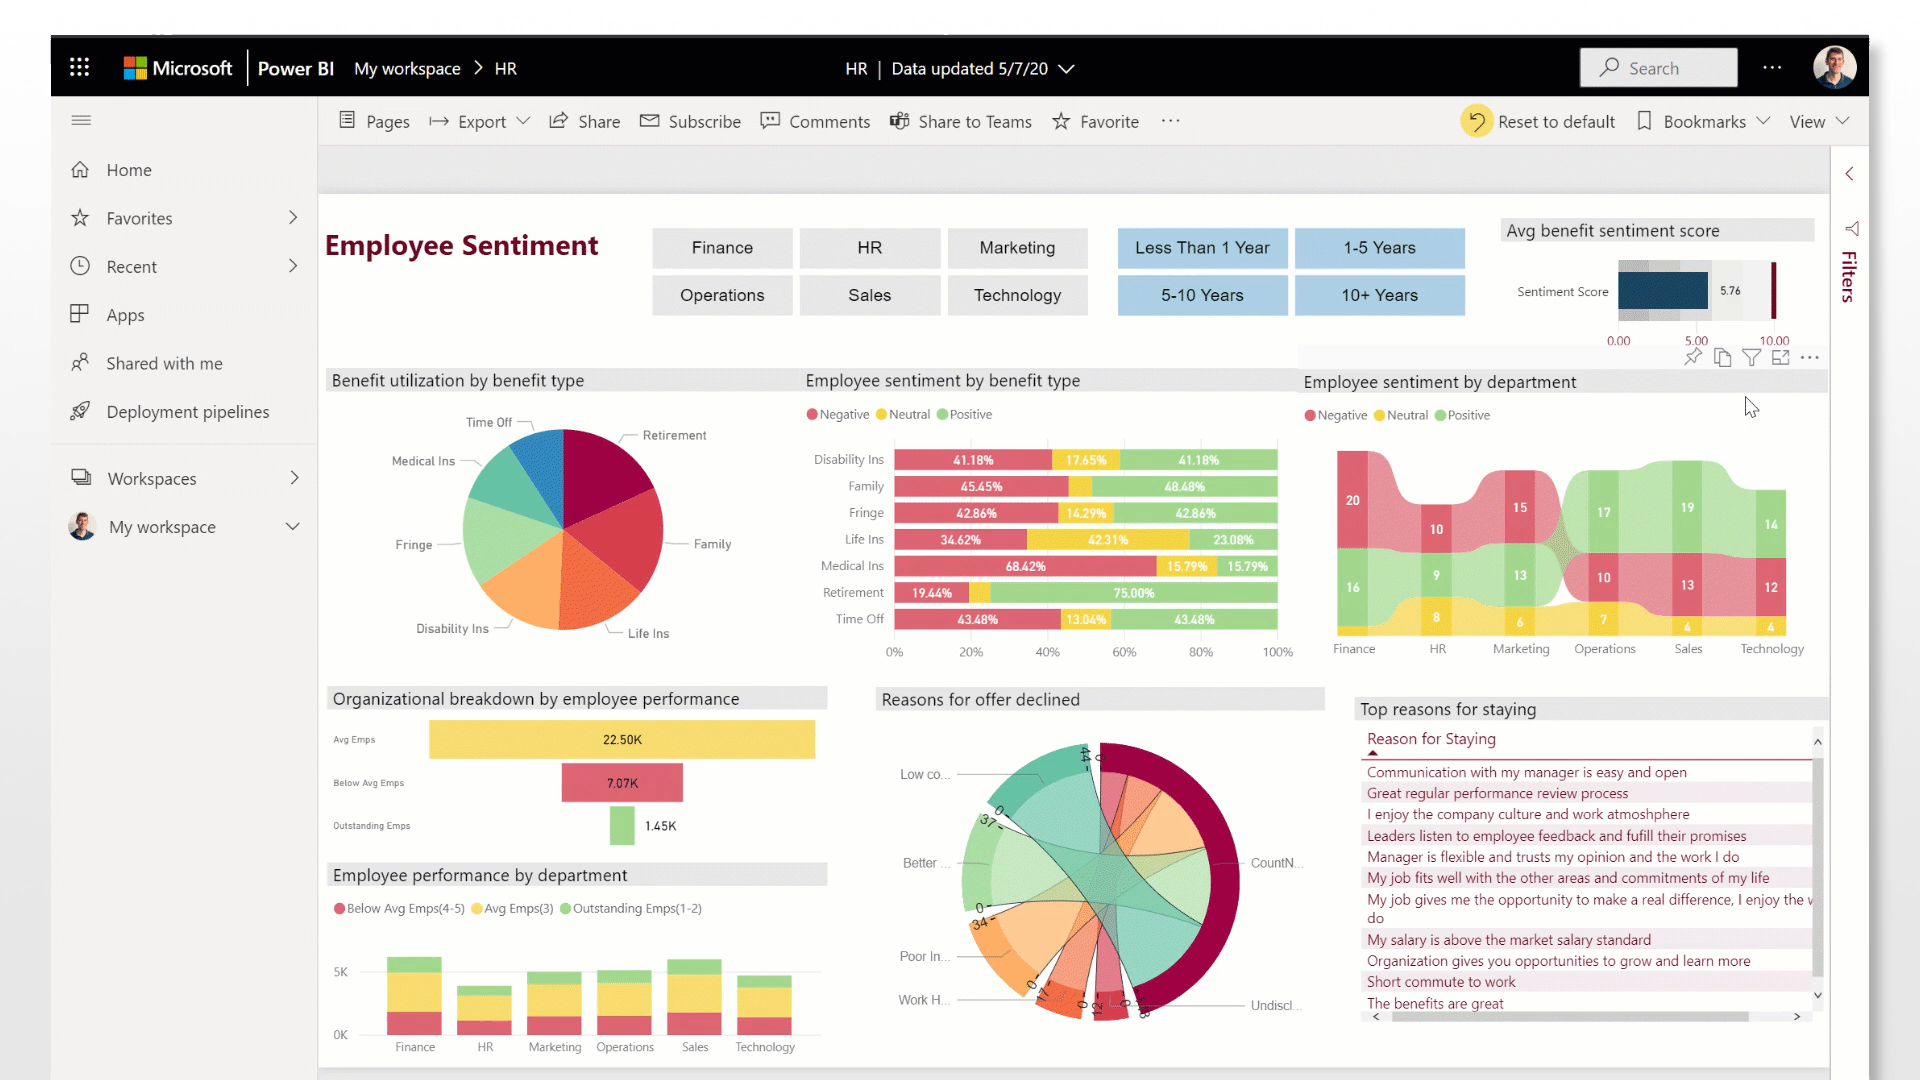 Microsoft Power BI My workspace HR
HR | Data updated 5/7/20
Search
Pages Export Share Subscribe Comments Share to Teams Favorite
Reset to default Bookmarks View
Home
Favorites
Recent
Apps
Shared with me
Deployment pipelines
Workspaces
My workspace
Filters
Employee Sentiment
Finance HR Marketing
Operations Sales Technology
Less Than 1 Year 1-5 Years
5-10 Years 10+ Years
Avg benefit sentiment score
Sentiment Score 5.76
0.00 5.00 10.00
Benefit utilization by benefit type
Time Off
Retirement
Medical Ins
Fringe
Family
Disability Ins
Life Ins
Employee sentiment by benefit type
Negative Neutral Positive
Disability Ins 41.18% 17.65% 41.18%
Family 45.45% 48.48%
Fringe 42.86% 14.29% 42.86%
Life Ins 34.62% 42.31% 23.08%
Medical Ins 68.42% 15.79% 15.79%
Retirement 19.44% 75.00%
Time Off 43.48% 13.04% 43.48%
0% 20% 40% 60% 80% 100%
Employee sentiment by department
Negative Neutral Positive
20 10 15 17 19 14
16 9 13 10 13 12
8 6 7 4 4
Finance HR Marketing Operations Sales Technology
Organizational breakdown by employee performance
Avg Emps 22.50K
Below Avg Emps 7.07K
Outstanding Emps 1.45K
Employee performance by department
Below Avg Emps(4-5) Avg Emps(3) Outstanding Emps(1-2)
5K
0K
Finance HR Marketing Operations Sales Technology
Reasons for offer declined
Low co...
Better ...
Poor In...
Work H...
CountN...
Undiscl...
44
0
0
37
0
34
0
17
0
12
0
Top reasons for staying
Reason for Staying
Communication with my manager is easy and open
Great regular performance review process
I enjoy the company culture and work atmoshphere
Leaders listen to employee feedback and fufill their promises
Manager is flexible and trusts my opinion and the work I do
My job fits well with the other areas and commitments of my life
My job gives me the opportunity to make a real difference, I enjoy the
do
My salary is above the market salary standard
Organization gives you opportunities to grow and learn more
Short commute to work
The benefits are great